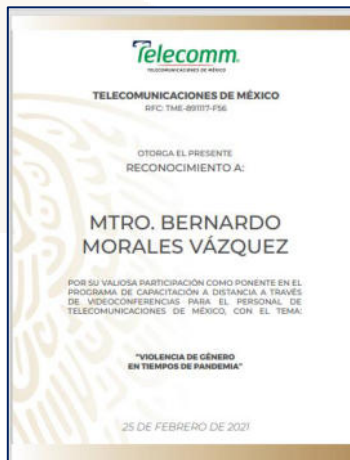 Telecomm
TELECOMUNICACIONES DE MÉXICO
TELECOMUNICACIONES DE MÉXICO
RFC: TME-891117-F56
OTORGA EL PRESENTE
RECONOCIMIENTO A:
MTRO. BERNARDO
MORALES VÁZQUEZ
POR SU VALIOSA PARTICIPACIÓN COMO PONENTE EN EL
PROGRAMA DE CAPACITACIÓN A DISTANCIA A TRAVÉS
DE VIDEOCONFERENCIAS PARA EL PERSONAL DE
TELECOMUNICACIONES DE MÉXICO, CON EL TEMA:
"VIOLENCIA DE GÉNERO
EN TIEMPOS DE PANDEMIA"
25 DE FEBRERO DE 2021